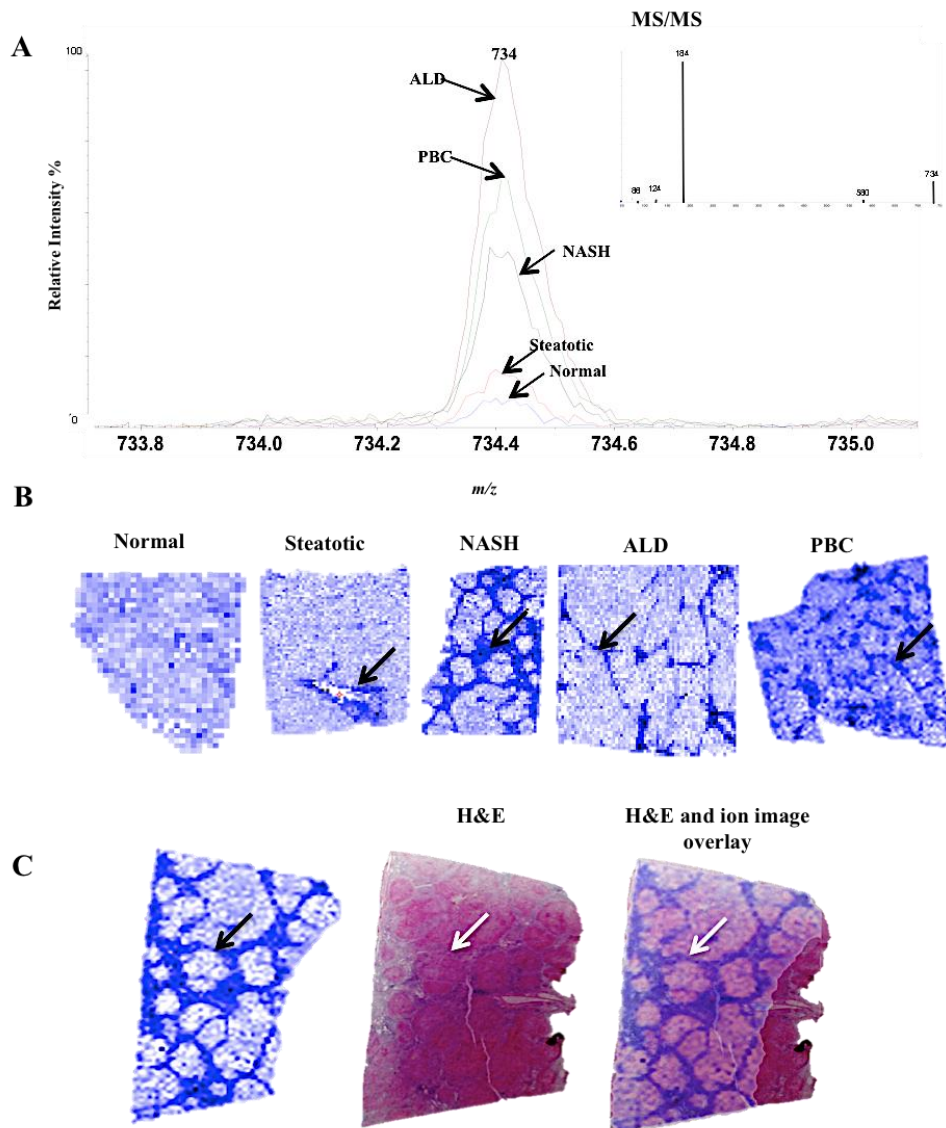 MS/MS
A
100
734
ALD
PBC
NASH
Steatotic
Normal
Relative Intensity %
0
184
86
124
734
733.8 734.0 734.2 734.4 734.6 734.8 735.0
m/z
B
Normal Steatotic NASH ALD PBC
C
H&E
H&E and ion image
overlay